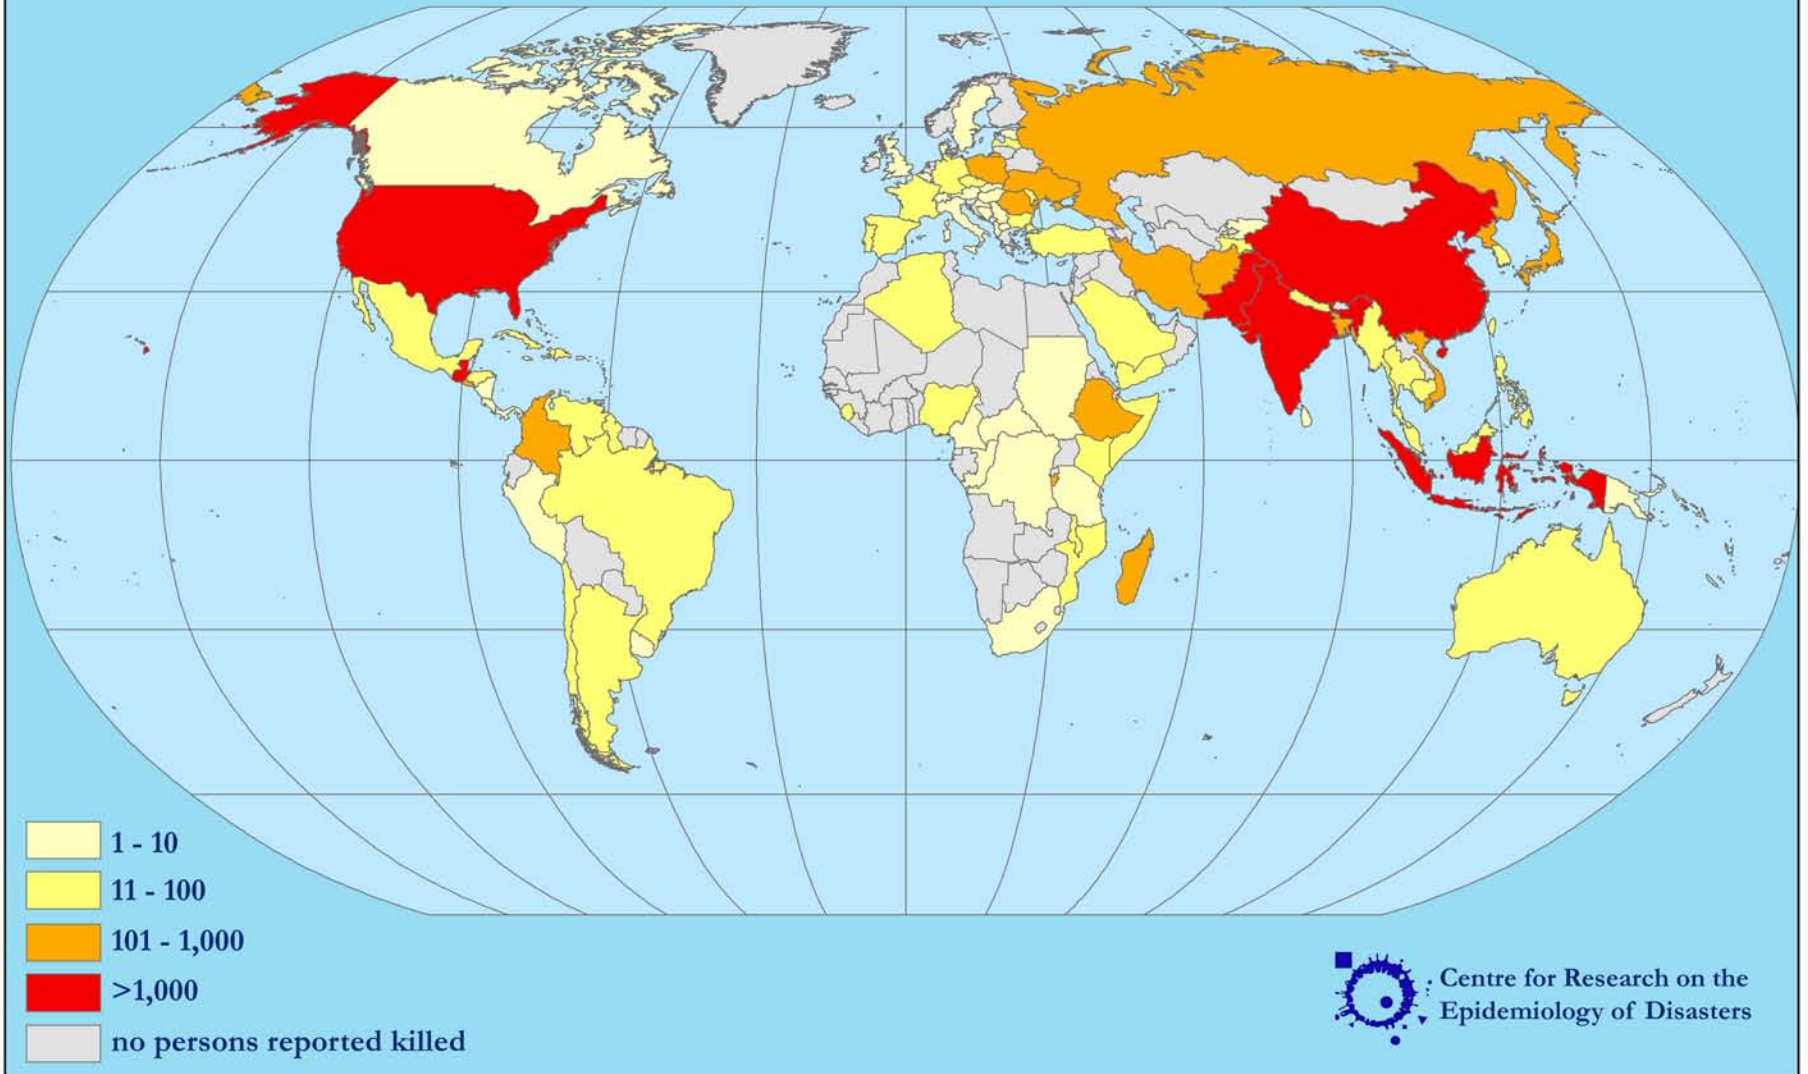 1 - 10
11 - 100
101 - 1,000
>1,000
no persons reported killed
Centre for Research on the
Epidemiology of Disasters